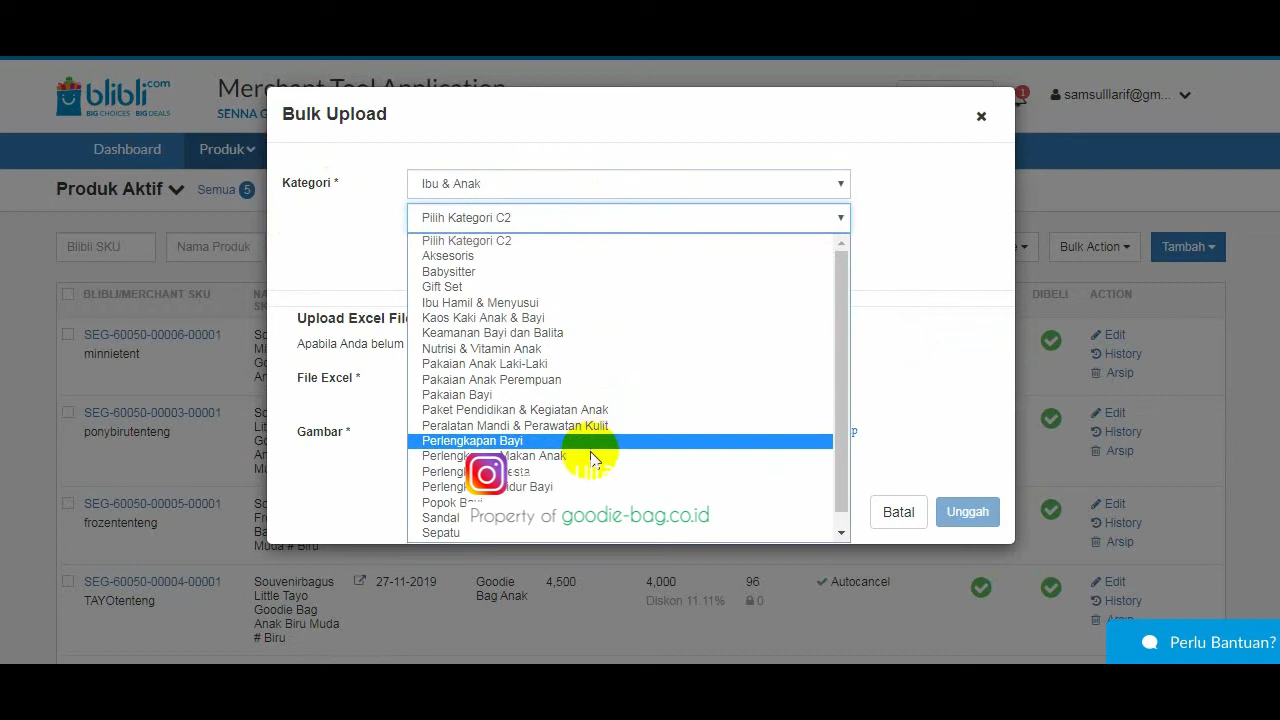 blibli.com
BIG CHOICES BIG DEALS
Merchant Tool Application
SENNA G
1
samsulllarif@gm...
Dashboard
Produk
Produk Aktif
Semua 5
Blibli SKU
Nama Produk
Bulk Action
Tambah
Bulk Upload
Kategori *
Ibu & Anak
Pilih Kategori C2
Pilih Kategori C2
Aksesoris
Babysitter
Gift Set
Ibu Hamil & Menyusui
Kaos Kaki Anak & Bayi
Keamanan Bayi dan Balita
Nutrisi & Vitamin Anak
Pakaian Anak Laki-Laki
Pakaian Anak Perempuan
Pakaian Bayi
Paket Pendidikan & Kegiatan Anak
Peralatan Mandi & Perawatan Kulit
Perlengkapan Bayi
Makan Anak
idur Bayi
Popok
Sandal
Sepatu
Upload Excel File
Apabila Anda belum
File Excel *
Gambar *
Batal
Unggah
Property of goodie-bag.co.id
BLIBLI/MERCHANT SKU
DIBELI
ACTION
SEG-60050-00006-00001
minnietent
Edit
History
Arsip
SEG-60050-00003-00001
ponybirutenteng
Edit
History
Arsip
SEG-60050-00005-00001
frozententeng
Muda # Biru
Edit
History
Arsip
SEG-60050-00004-00001
TAYOtenteng
Souvenirbagus
Little Tayo
Goodie Bag
Anak Biru Muda
# Biru
27-11-2019
Goodie
Bag Anak
4,500
4,000
Diskon 11.11%
96
0
Autocancel
Edit
History
Perlu Bantuan?